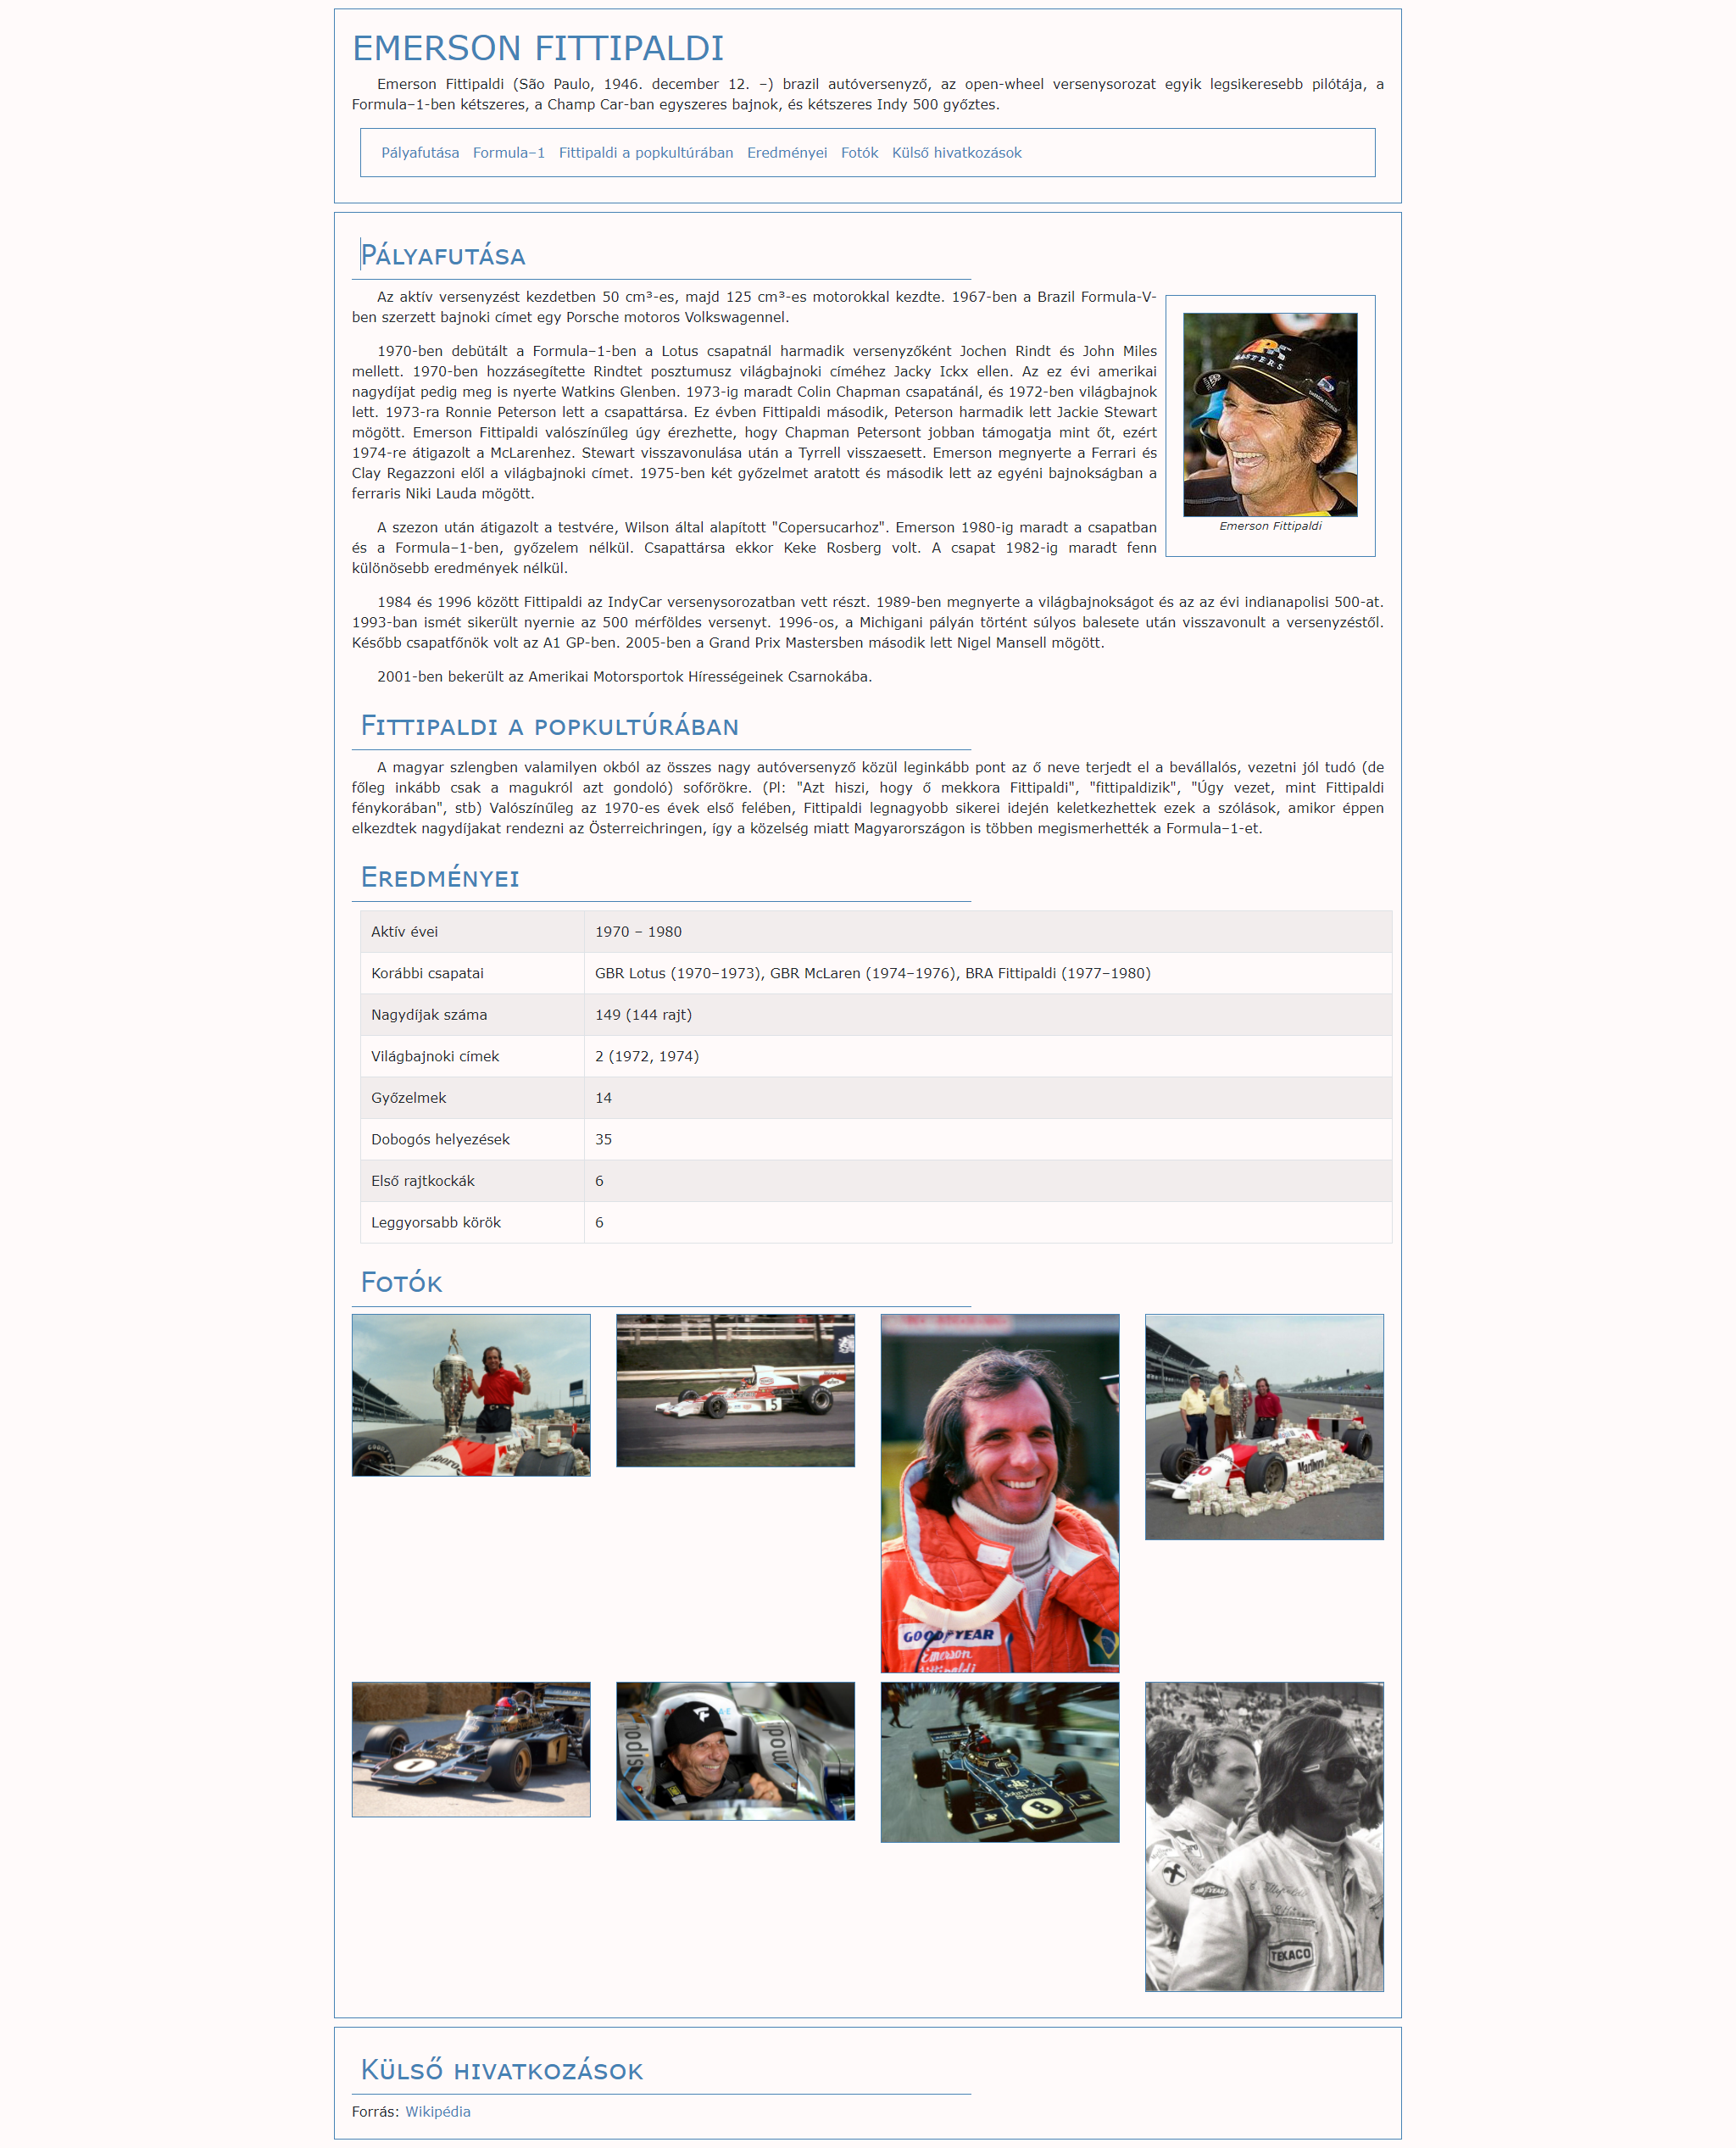 EMERSON FITTIPALDI
Emerson Fittipaldi (São Paulo, 1946. december 12. –) brazil autóversenyző, az open-wheel versenysorozat egyik legsikeresebb pilótája, a
Formula–1-ben kétszeres, a Champ Car-ban egyszeres bajnok, és kétszeres Indy 500 győztes.
Pályafutása Formula–1 Fittipaldi a popkultúrában Eredményei Fotók Külső hivatkozások
Pályafutása
Az aktív versenyzést kezdetben 50 cm³-es, majd 125 cm³-es motorokkal kezdte. 1967-ben a Brazil Formula-V-
ben szerzett bajnoki címet egy Porsche motoros Volkswagennel.
1970-ben debütált a Formula–1-ben a Lotus csapatnál harmadik versenyzőként Jochen Rindt és John Miles
mellett. 1970-ben hozzásegítette Rindtet posztumusz világbajnoki címéhez Jacky Ickx ellen. Az ez évi amerikai
nagydíjat pedig meg is nyerte Watkins Glenben. 1973-ig maradt Colin Chapman csapatánál, és 1972-ben világbajnok
lett. 1973-ra Ronnie Peterson lett a csapattársa. Ez évben Fittipaldi második, Peterson harmadik lett Jackie Stewart
mögött. Emerson Fittipaldi valószínűleg úgy érezhette, hogy Chapman Petersont jobban támogatja mint őt, ezért
1974-re átigazolt a McLarenhez. Stewart visszavonulása után a Tyrrell visszaesett. Emerson megnyerte a Ferrari és
Clay Regazzoni elől a világbajnoki címet. 1975-ben két győzelmet aratott és második lett az egyéni bajnokságban a
ferraris Niki Lauda mögött.
MASTERS
Emerson Fittipaldi
A szezon után átigazolt a testvére, Wilson által alapított "Copersucarhoz". Emerson 1980-ig maradt a csapatban
és a Formula–1-ben, győzelem nélkül. Csapattársa ekkor Keke Rosberg volt. A csapat 1982-ig maradt fenn
különösebb eredmények nélkül.
1984 és 1996 között Fittipaldi az IndyCar versenysorozatban vett részt. 1989-ben megnyerte a világbajnokságot és az az évi indianapolisi 500-at.
1993-ban ismét sikerült nyernie az 500 mérföldes versenyt. 1996-os, a Michigani pályán történt súlyos balesete után visszavonult a versenyzéstől.
Később csapatfőnök volt az A1 GP-ben. 2005-ben a Grand Prix Mastersben második lett Nigel Mansell mögött.
2001-ben bekerült az Amerikai Motorsportok Hírességeinek Csarnokába.
Fittipaldi a popkultúrában
A magyar szlengben valamilyen okból az összes nagy autóversenyző közül leginkább pont az ő neve terjedt el a bevállalós, vezetni jól tudó (de
főleg inkább csak a magukról azt gondoló) sofőrökre. (Pl: "Azt hiszi, hogy ő mekkora Fittipaldi", "fittipaldizik", "Úgy vezet, mint Fittipaldi
fénykorában", stb) Valószínűleg az 1970-es évek első felében, Fittipaldi legnagyobb sikerei idején keletkezhettek ezek a szólások, amikor éppen
elkezdtek nagydíjakat rendezni az Österreichringen, így a közelség miatt Magyarországon is többen megismerhették a Formula–1-et.
Eredményei
Aktív évei 1970 – 1980
Korábbi csapatai GBR Lotus (1970–1973), GBR McLaren (1974–1976), BRA Fittipaldi (1977–1980)
Nagydíjak száma 149 (144 rajt)
Világbajnoki címek 2 (1972, 1974)
Győzelmek 14
Dobogós helyezések 35
Első rajtkockák 6
Leggyorsabb körök 6
Fotók
5
Marlboro
GOODYEAR
Emerson
Fittipaldi
1
John Player
Special
8
TEXACO
Külső hivatkozások
Forrás: Wikipédia